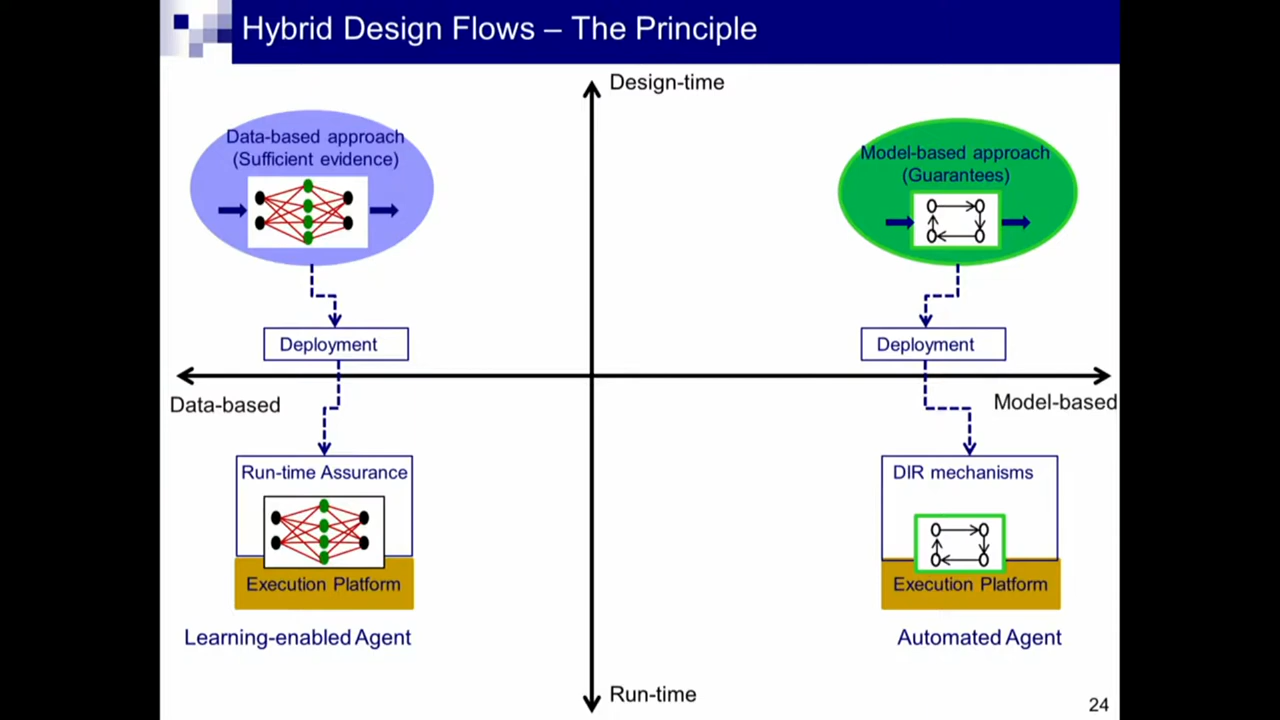 Hybrid Design Flows – The Principle
Design-time
Data-based approach
(Sufficient evidence)
Model-based approach
(Guarantees)
Deployment
Deployment
Data-based
Model-based
Run-time Assurance
DIR mechanisms
Execution Platform
Execution Platform
Learning-enabled Agent
Automated Agent
Run-time
24